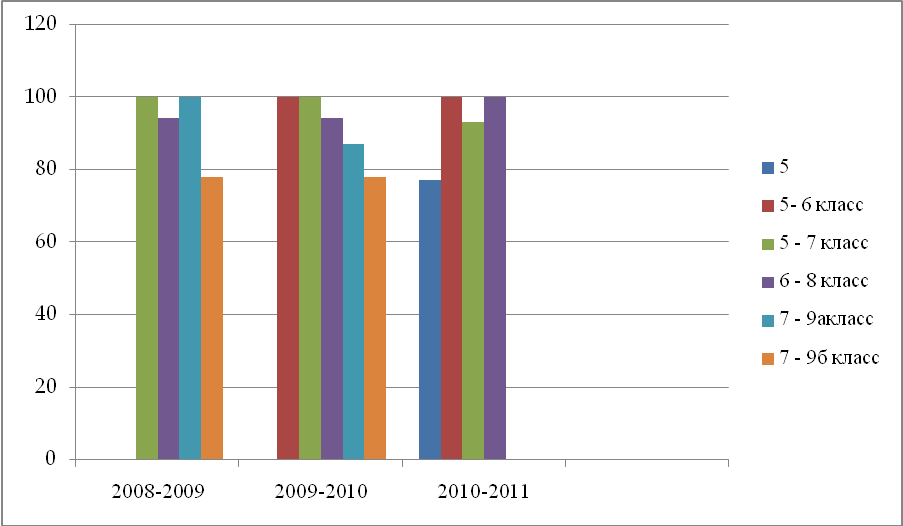 120
100
80
60
40
20
0
2008-2009
2009-2010
2010-2011
5
5- 6 класс
5 - 7 класс
6 - 8 класс
7 - 9акласс
7 - 9б класс